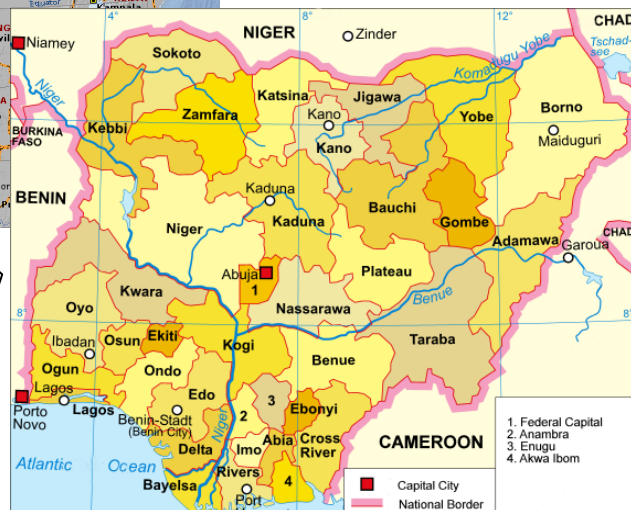 Equator
Kampala
4°
8°
12°
NIGER
Zinder
CHAD
Niamey
Sokoto
Komadugu Yobe
Tschad-
see
Niger
Katsina
Jigawa
Zamfara
Kano
Yobe
Borno
Kebbi
BURKINA
FASO
Kano
Maiduguri
BENIN
Kaduna
Bauchi
Gombe
Niger
Kaduna
Adamawa
CHAD
Garoua
Abuja
1
Plateau
Kwara
Benue
Nassarawa
8°
8°
Oyo
Taraba
Ibadan
Osun
Ekiti
Kogi
Benue
Ogun
Ondo
Lagos
Edo
Porto
Novo
Lagos
2
3
Ebonyi
Benin-Stadt
(Benin City)
Niger
1. Federal Capital
2. Anambra
3. Enugu
4. Akwa Ibom
Delta
Imo
Abia
Cross
River
CAMEROON
Atlantic Ocean
Rivers
4
Bayelsa
Port
Capital City
National Border